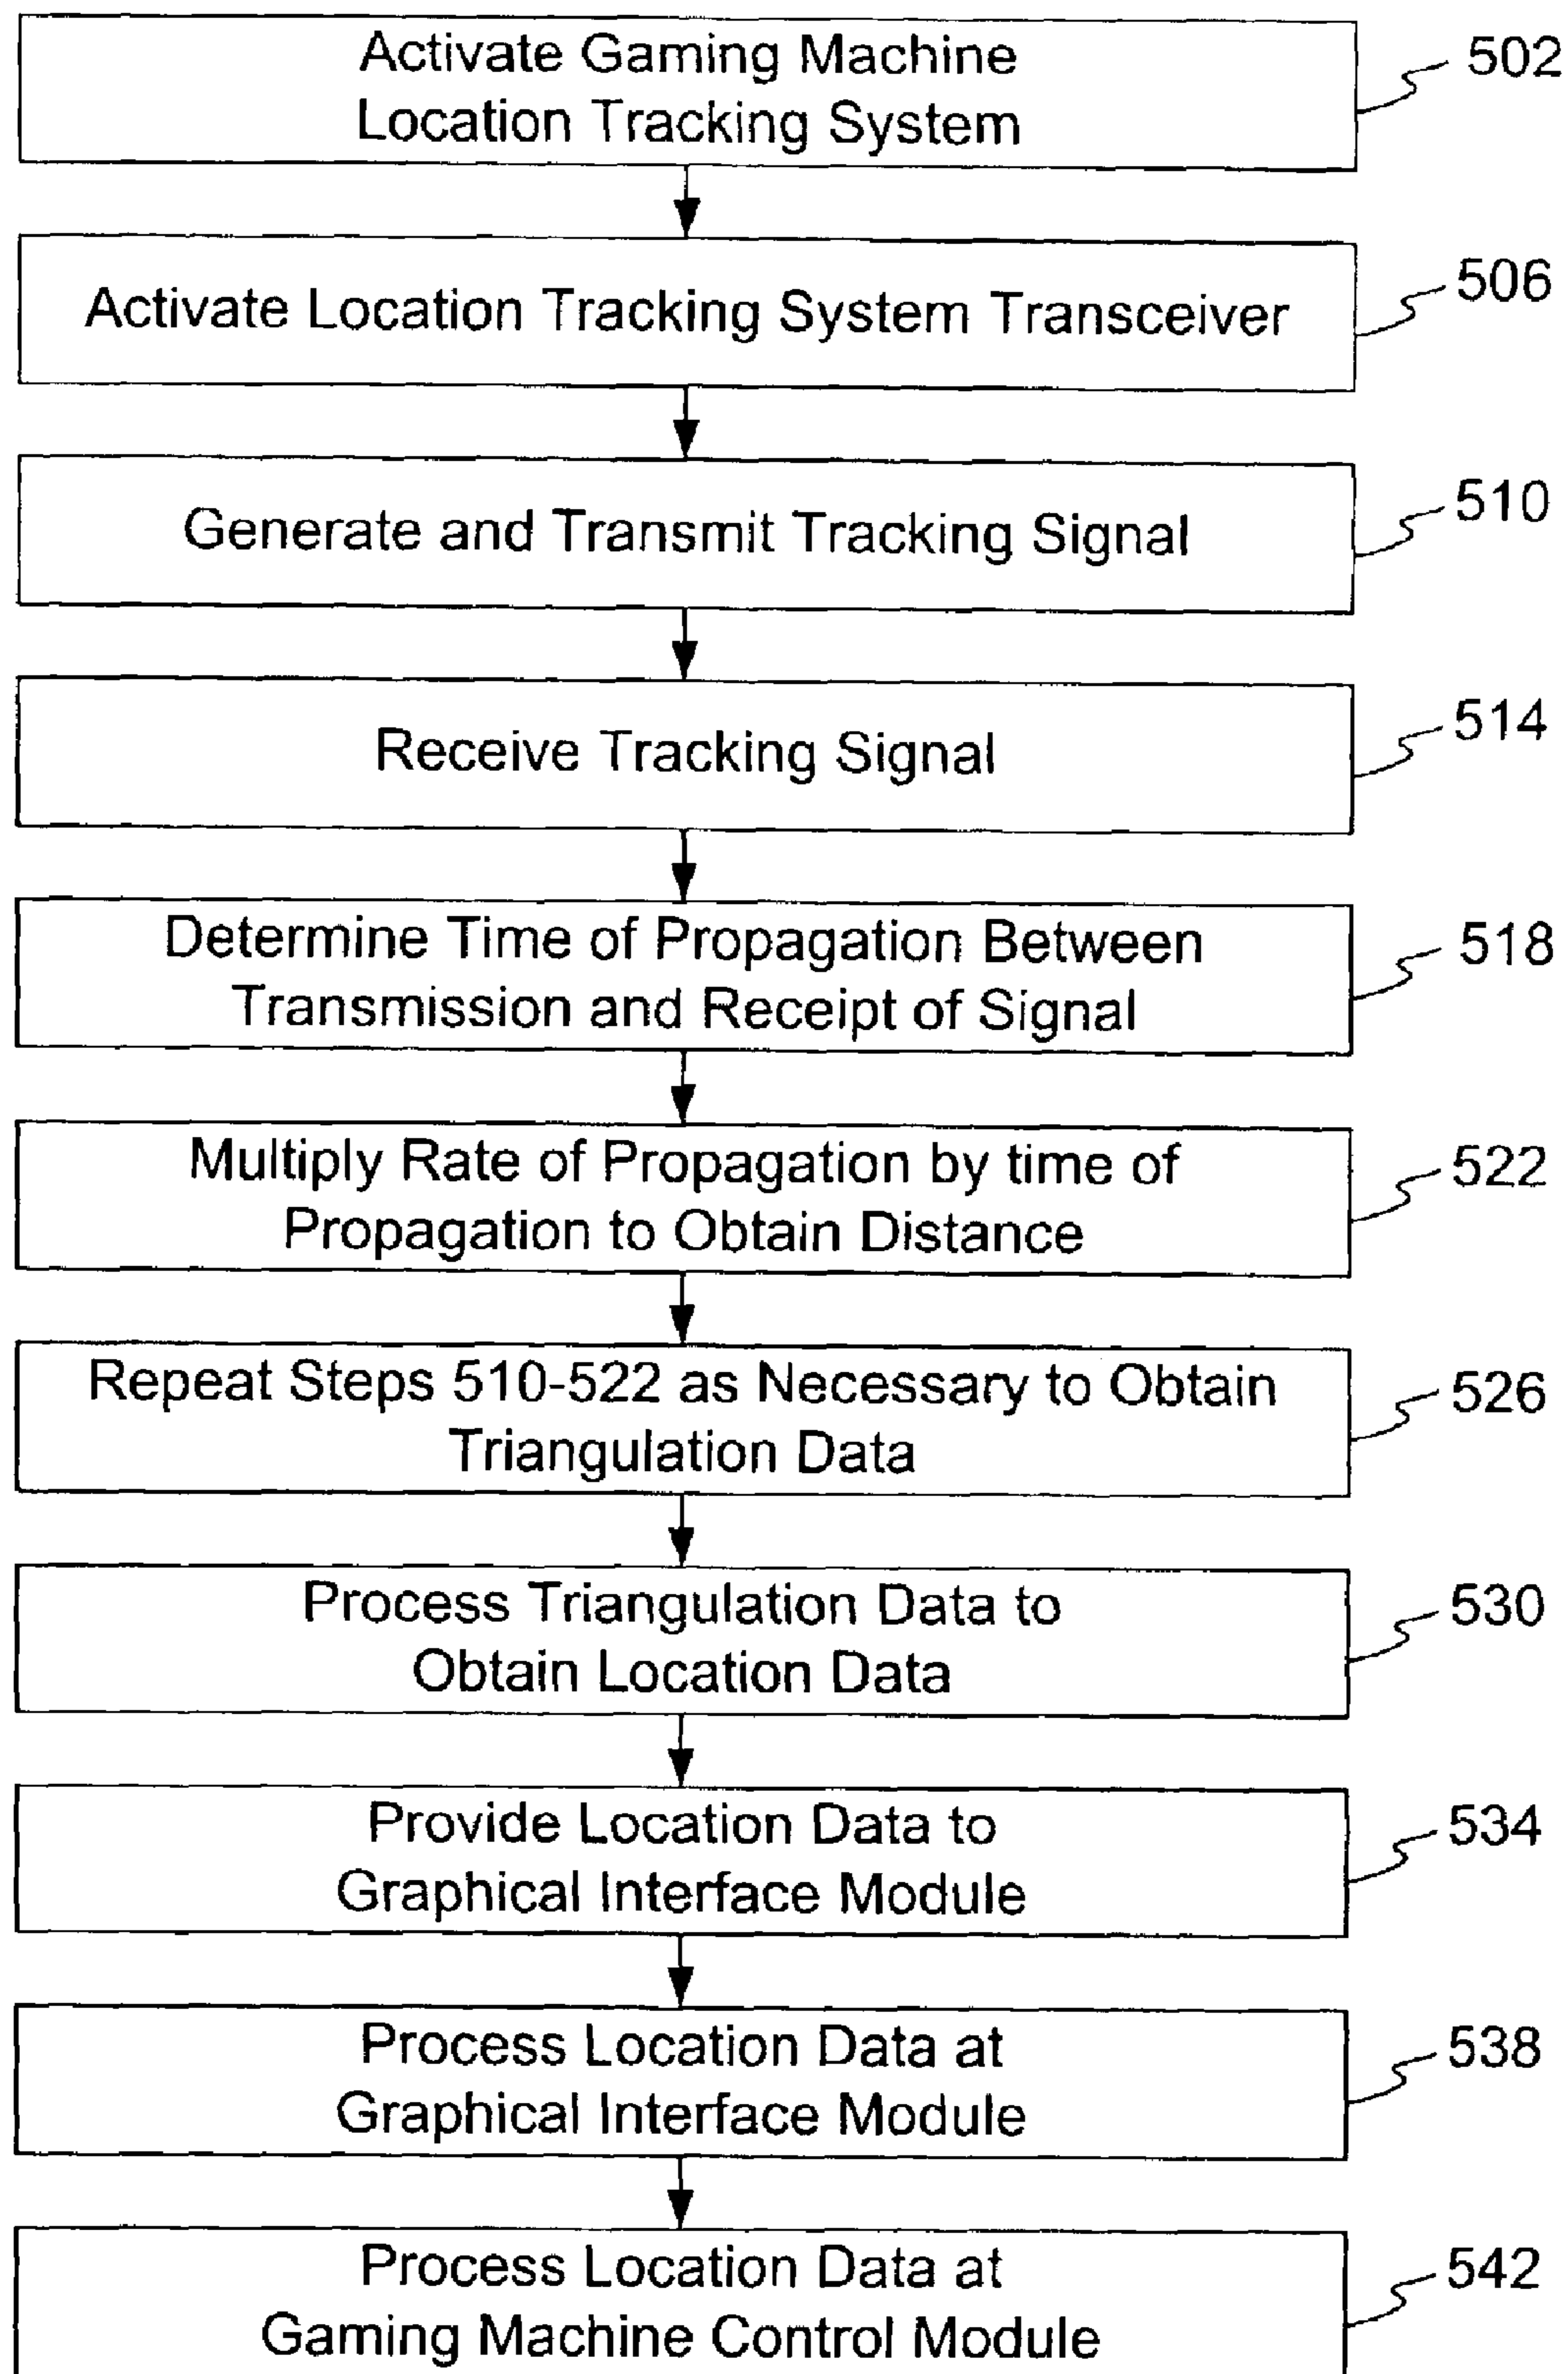 Activate Gaming Machine
Location Tracking System
502
Activate Location Tracking System Transceiver
506
Generate and Transmit Tracking Signal
510
Receive Tracking Signal
514
Determine Time of Propagation Between
Transmission and Receipt of Signal
518
Multiply Rate of Propagation by time of
Propagation to Obtain Distance
522
Repeat Steps 510-522 as Necessary to Obtain
Triangulation Data
526
Process Triangulation Data to
Obtain Location Data
530
Provide Location Data to
Graphical Interface Module
534
Process Location Data at
Graphical Interface Module
538
Process Location Data at
Gaming Machine Control Module
542